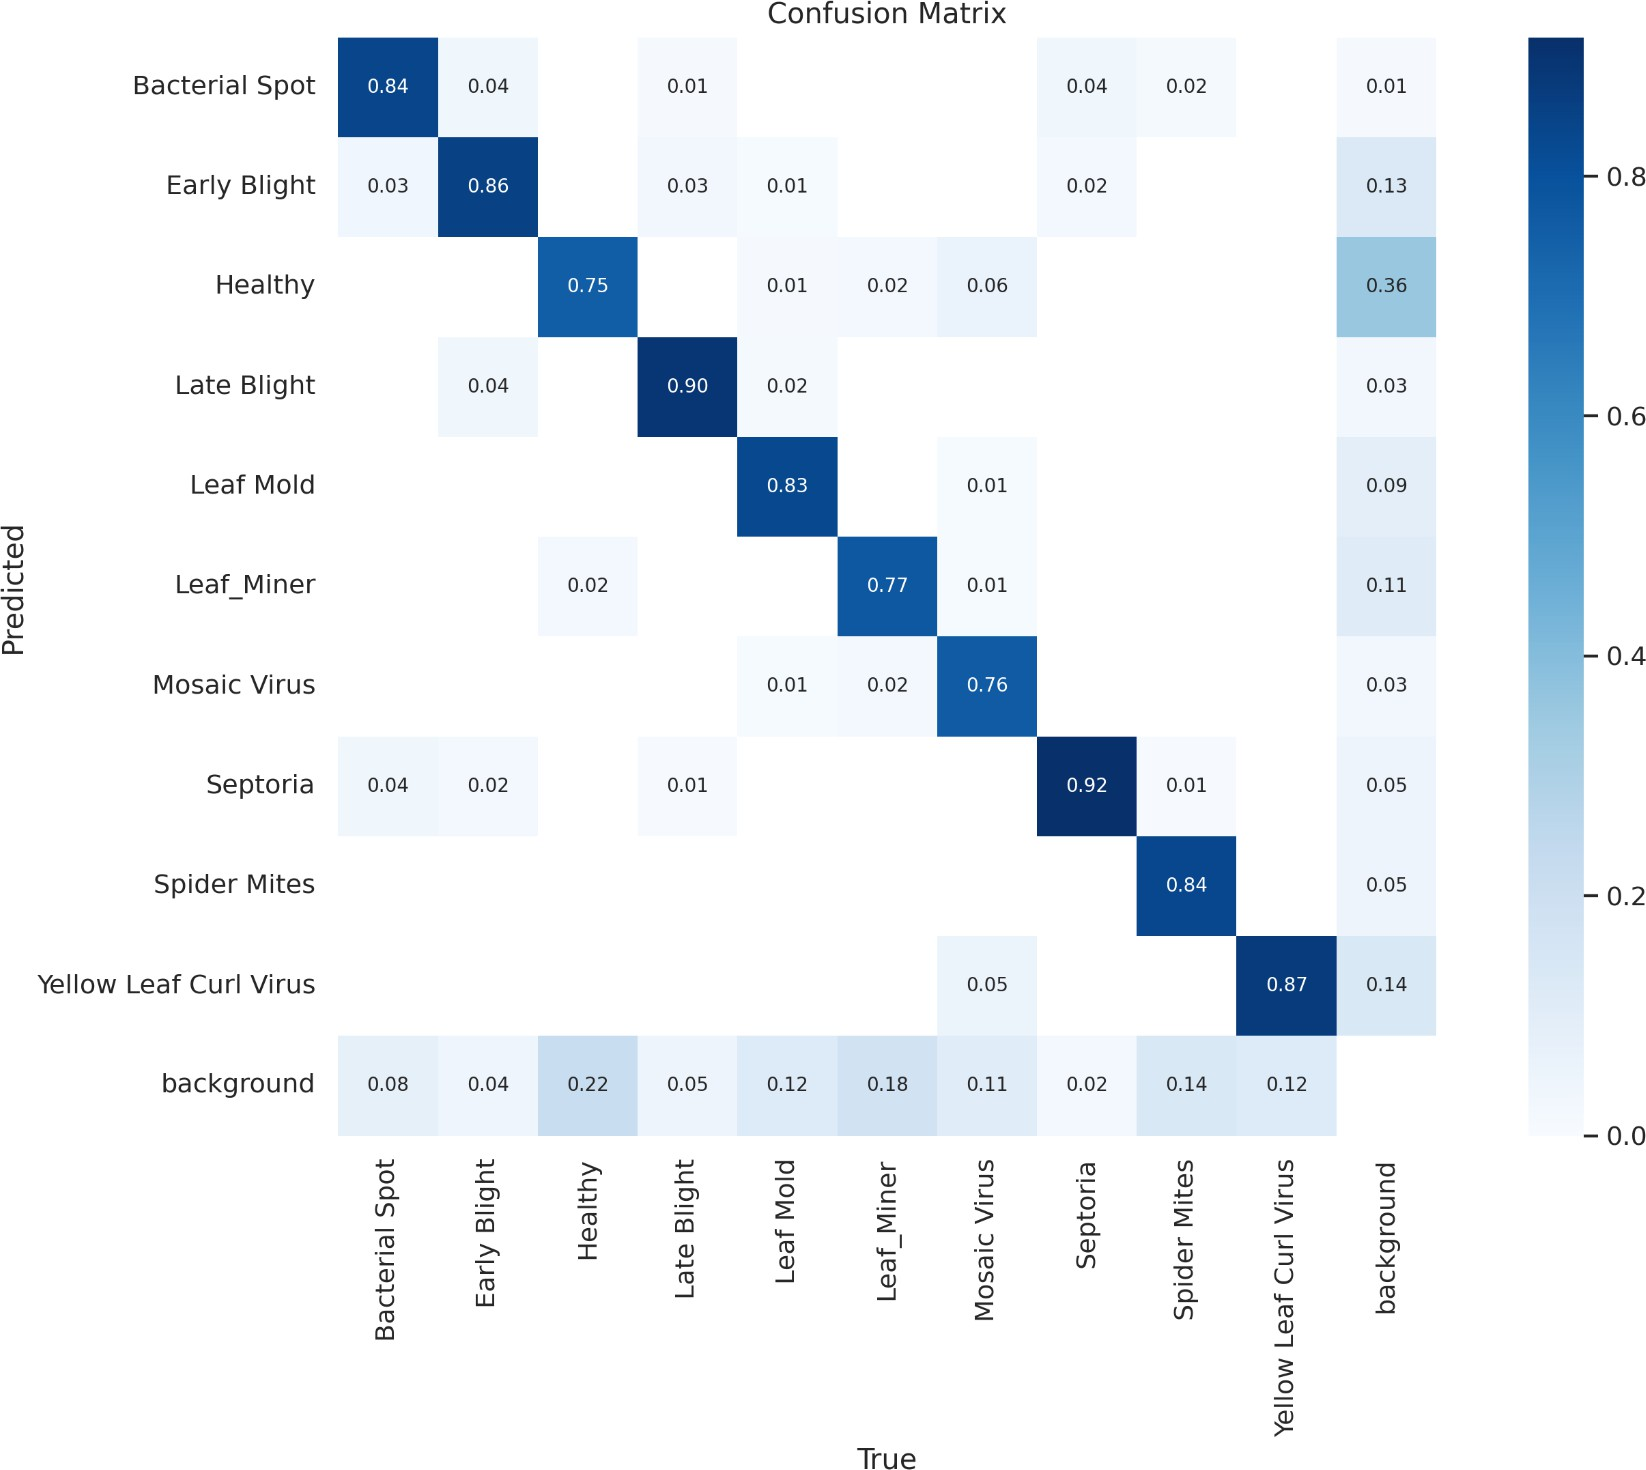 Confusion Matrix
Bacterial Spot 0.84 0.04 0.01 0.04 0.02 0.01
Early Blight 0.03 0.86 0.03 0.01 0.02 0.13
Healthy 0.75 0.01 0.02 0.06 0.36
Late Blight 0.04 0.90 0.02 0.03
Leaf Mold 0.83 0.01 0.09
Leaf_Miner 0.02 0.77 0.01 0.11
Mosaic Virus 0.01 0.02 0.76 0.03
Septoria 0.04 0.02 0.01 0.92 0.01 0.05
Spider Mites 0.84 0.05
Yellow Leaf Curl Virus 0.05 0.87 0.14
background 0.08 0.04 0.22 0.05 0.12 0.18 0.11 0.02 0.14 0.12
Predicted
Bacterial Spot
Early Blight
Healthy
Late Blight
Leaf Mold
Leaf_Miner
Mosaic Virus
Septoria
Spider Mites
Yellow Leaf Curl Virus
background
True
0.8
0.6
0.4
0.2
0.0